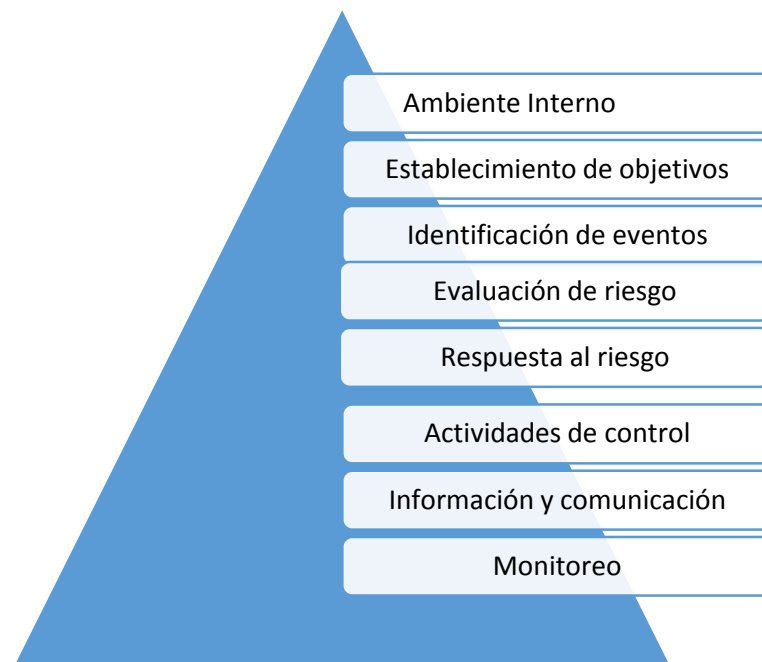 Ambiente Interno
Establecimiento de objetivos
Identificación de eventos
Evaluación de riesgo
Respuesta al riesgo
Actividades de control
Información y comunicación
Monitoreo